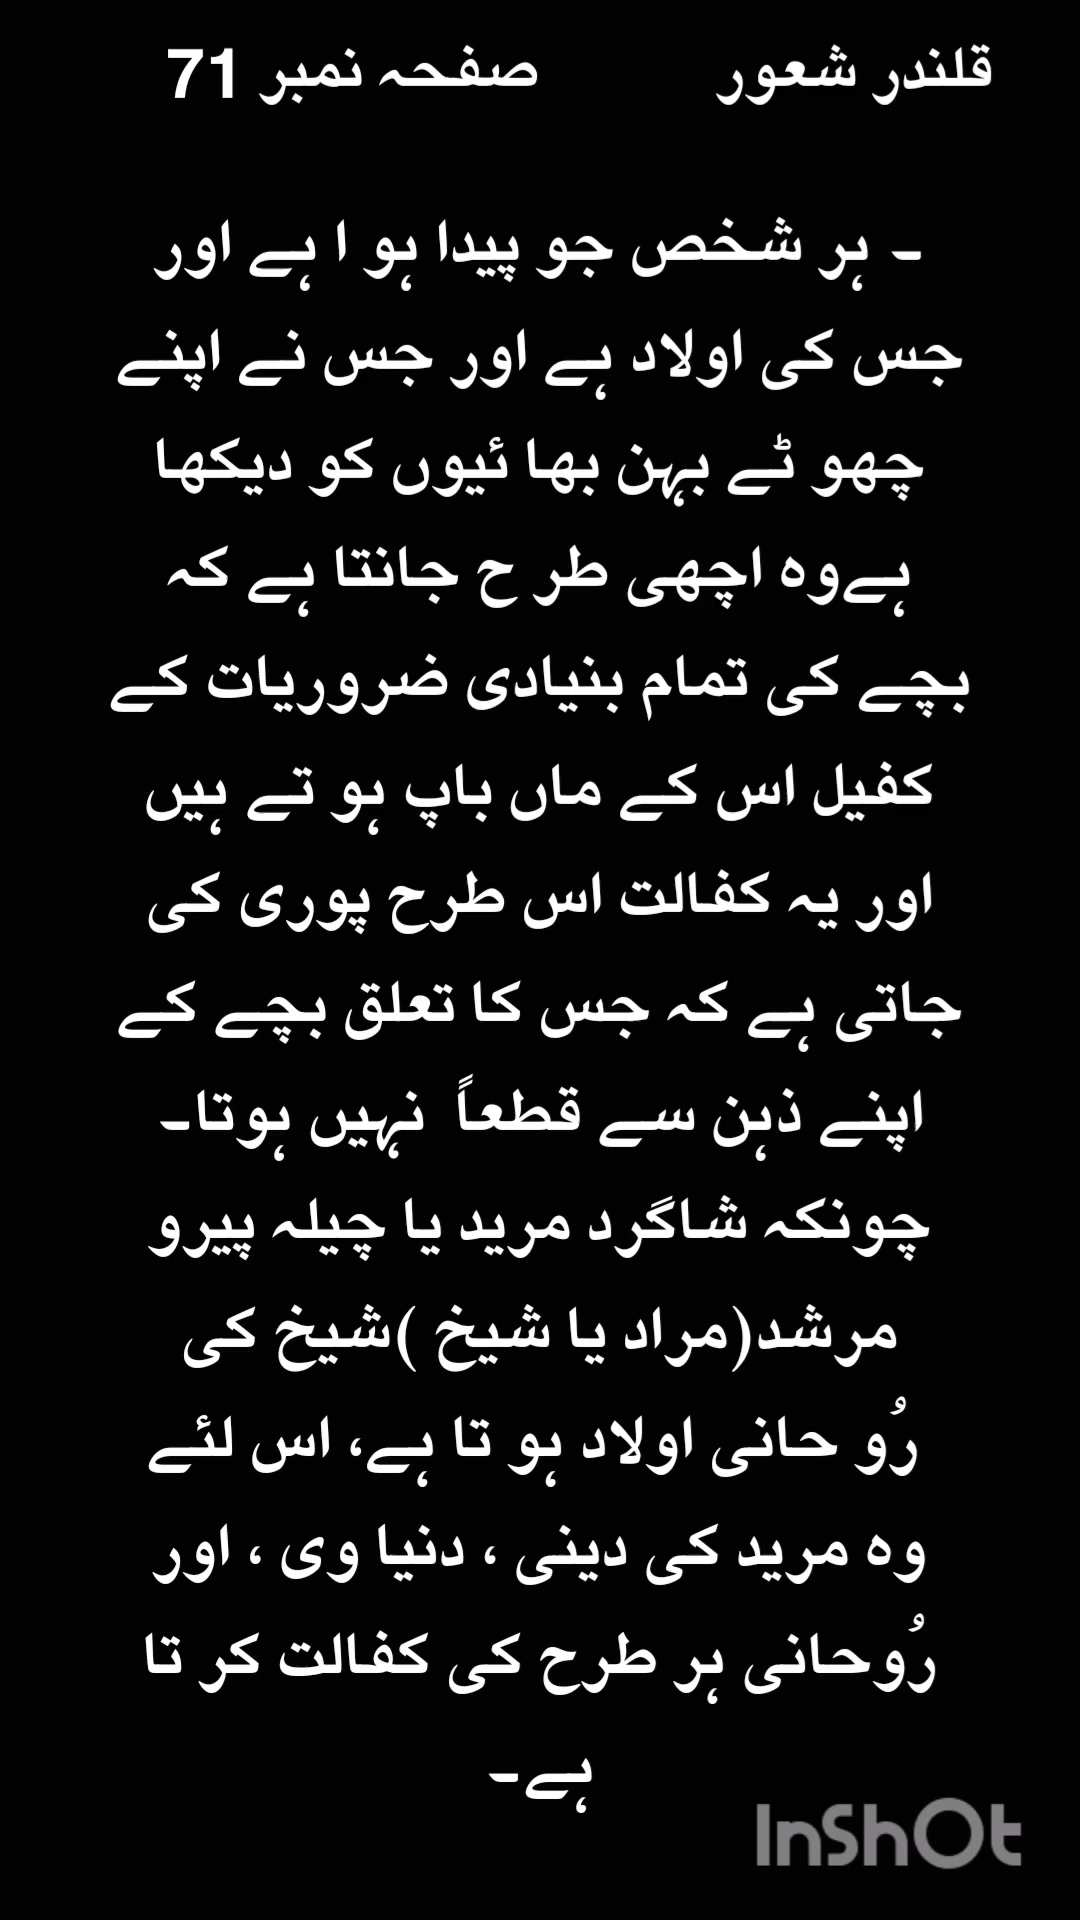 قلندر شعور صفحہ نمبر 71
۔ ہر شخص جو پیدا ہو ا ہے اور
جس کی اولاد ہے اور جس نے اپنے
چھو ٹے بہن بھا ئیوں کو دیکھا
ہےوہ اچھی طر ح جانتا ہے کہ
بچے کی تمام بنیادی ضروریات کے
کفیل اس کے ماں باپ ہو تے ہیں
اور یہ کفالت اس طرح پوری کی
جاتی ہے کہ جس کا تعلق بچے کے
اپنے ذہن سے قطعاً نہیں ہوتا۔
چونکہ شاگرد مرید یا چیلہ پیرو
مرشد(مراد یا شیخ )شیخ کی
رُو حانی اولاد ہو تا ہے، اس لئے
وہ مرید کی دینی ، دنیا وی ، اور
رُوحانی ہر طرح کی کفالت کر تا
ہے۔
InShOt